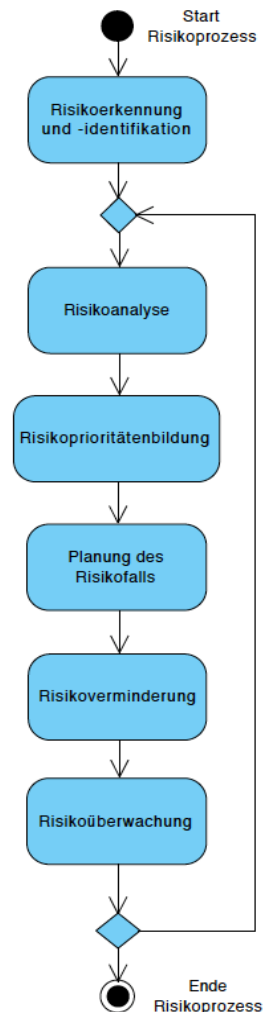 Start
Risikoprozess
Risikoerkennung
und -identifikation
Risikoanalyse
Risikoprioritätenbildung
Planung des
Risikofalls
Risikoverminderung
Risikoüberwachung
Ende
Risikoprozess